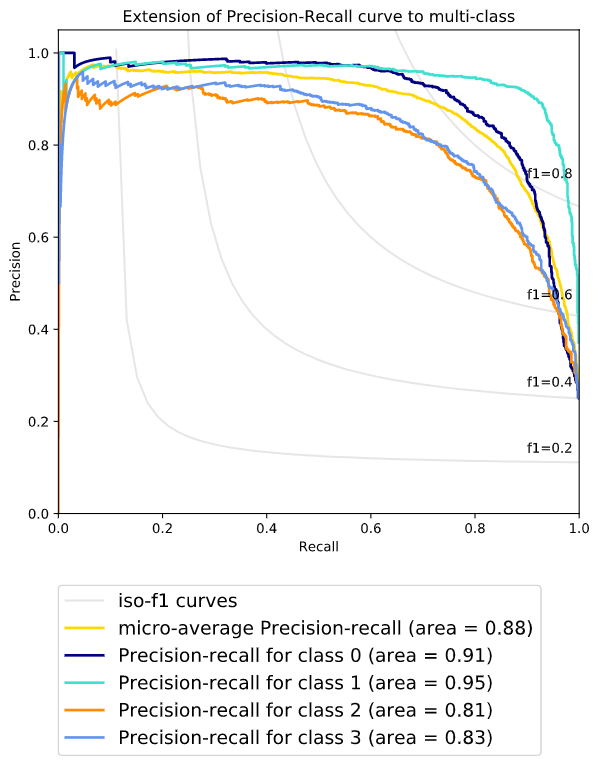 Extension of Precision-Recall curve to multi-class
1.0
0.8
f1=0.8
0.6
Precision
f1=0.6
0.4
f1=0.4
0.2
f1=0.2
0.0
0.0 0.2 0.4 0.6 0.8 1.0
Recall
iso-f1 curves
micro-average Precision-recall (area = 0.88)
Precision-recall for class 0 (area = 0.91)
Precision-recall for class 1 (area = 0.95)
Precision-recall for class 2 (area = 0.81)
Precision-recall for class 3 (area = 0.83)